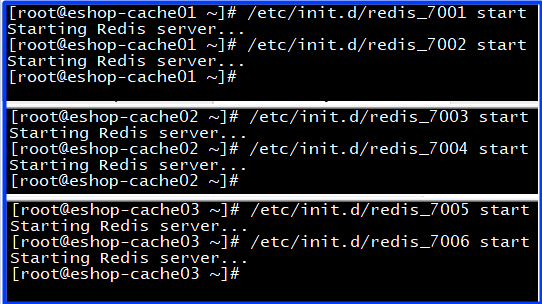 [root@eshop-cache01 ~]# /etc/init.d/redis_7001 start
Starting Redis server...
[root@eshop-cache01 ~]# /etc/init.d/redis_7002 start
Starting Redis server...
[root@eshop-cache01 ~]#
[root@eshop-cache02 ~]# /etc/init.d/redis_7003 start
Starting Redis server...
[root@eshop-cache02 ~]# /etc/init.d/redis_7004 start
Starting Redis server...
[root@eshop-cache02 ~]#
[root@eshop-cache03 ~]# /etc/init.d/redis_7005 start
Starting Redis server...
[root@eshop-cache03 ~]# /etc/init.d/redis_7006 start
Starting Redis server...
[root@eshop-cache03 ~]#